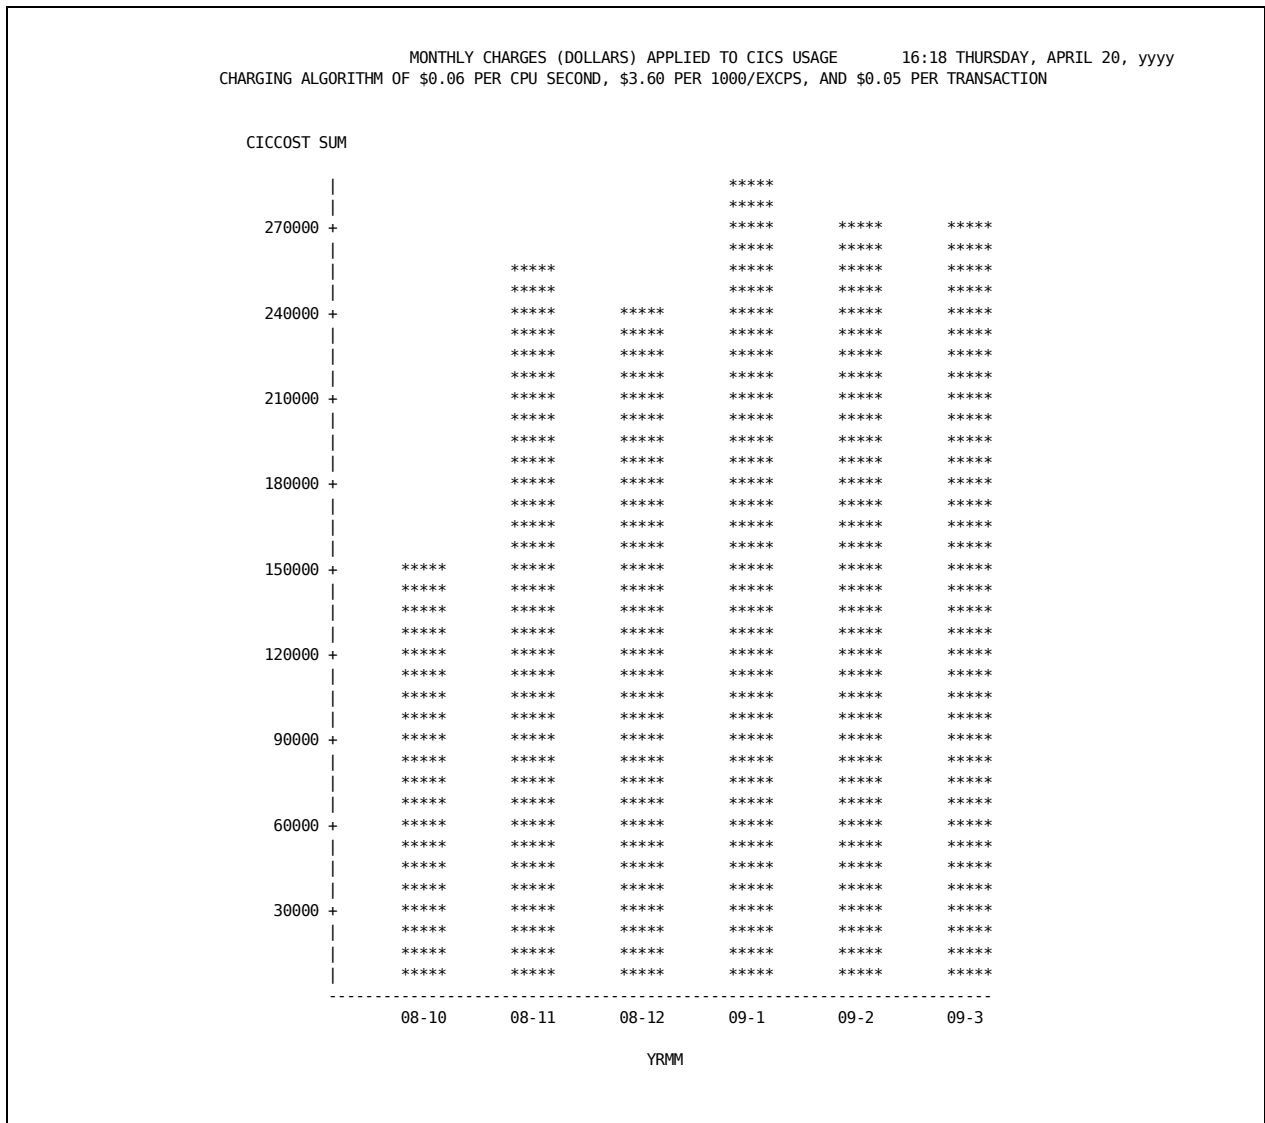 MONTHLY CHARGES (DOLLARS) APPLIED TO CICS USAGE       16:18 THURSDAY, APRIL 20, yyyy
CHARGING ALGORITHM OF $0.06 PER CPU SECOND, $3.60 PER 1000/EXCPS, AND $0.05 PER TRANSACTION
CICCOST SUM
|                                           *****
|                                           *****
270000 +                                           *****       *****       *****
|                                           *****       *****       *****
|                   *****                   *****       *****       *****
|                   *****                   *****       *****       *****
240000 +                   *****       *****       *****       *****       *****
|                   *****       *****       *****       *****       *****
|                   *****       *****       *****       *****       *****
|                   *****       *****       *****       *****       *****
210000 +                   *****       *****       *****       *****       *****
|                   *****       *****       *****       *****       *****
|                   *****       *****       *****       *****       *****
|                   *****       *****       *****       *****       *****
180000 +                   *****       *****       *****       *****       *****
|                   *****       *****       *****       *****       *****
|                   *****       *****       *****       *****       *****
|                   *****       *****       *****       *****       *****
150000 +       *****       *****       *****       *****       *****       *****
|       *****       *****       *****       *****       *****       *****
|       *****       *****       *****       *****       *****       *****
|       *****       *****       *****       *****       *****       *****
120000 +       *****       *****       *****       *****       *****       *****
|       *****       *****       *****       *****       *****       *****
|       *****       *****       *****       *****       *****       *****
|       *****       *****       *****       *****       *****       *****
90000 +       *****       *****       *****       *****       *****       *****
|       *****       *****       *****       *****       *****       *****
|       *****       *****       *****       *****       *****       *****
|       *****       *****       *****       *****       *****       *****
60000 +       *****       *****       *****       *****       *****       *****
|       *****       *****       *****       *****       *****       *****
|       *****       *****       *****       *****       *****       *****
|       *****       *****       *****       *****       *****       *****
30000 +       *****       *****       *****       *****       *****       *****
|       *****       *****       *****       *****       *****       *****
|       *****       *****       *****       *****       *****       *****
|       *****       *****       *****       *****       *****       *****
-------------------------------------------------------------------------
08-10       08-11       08-12       09-1        09-2        09-3
YRMM